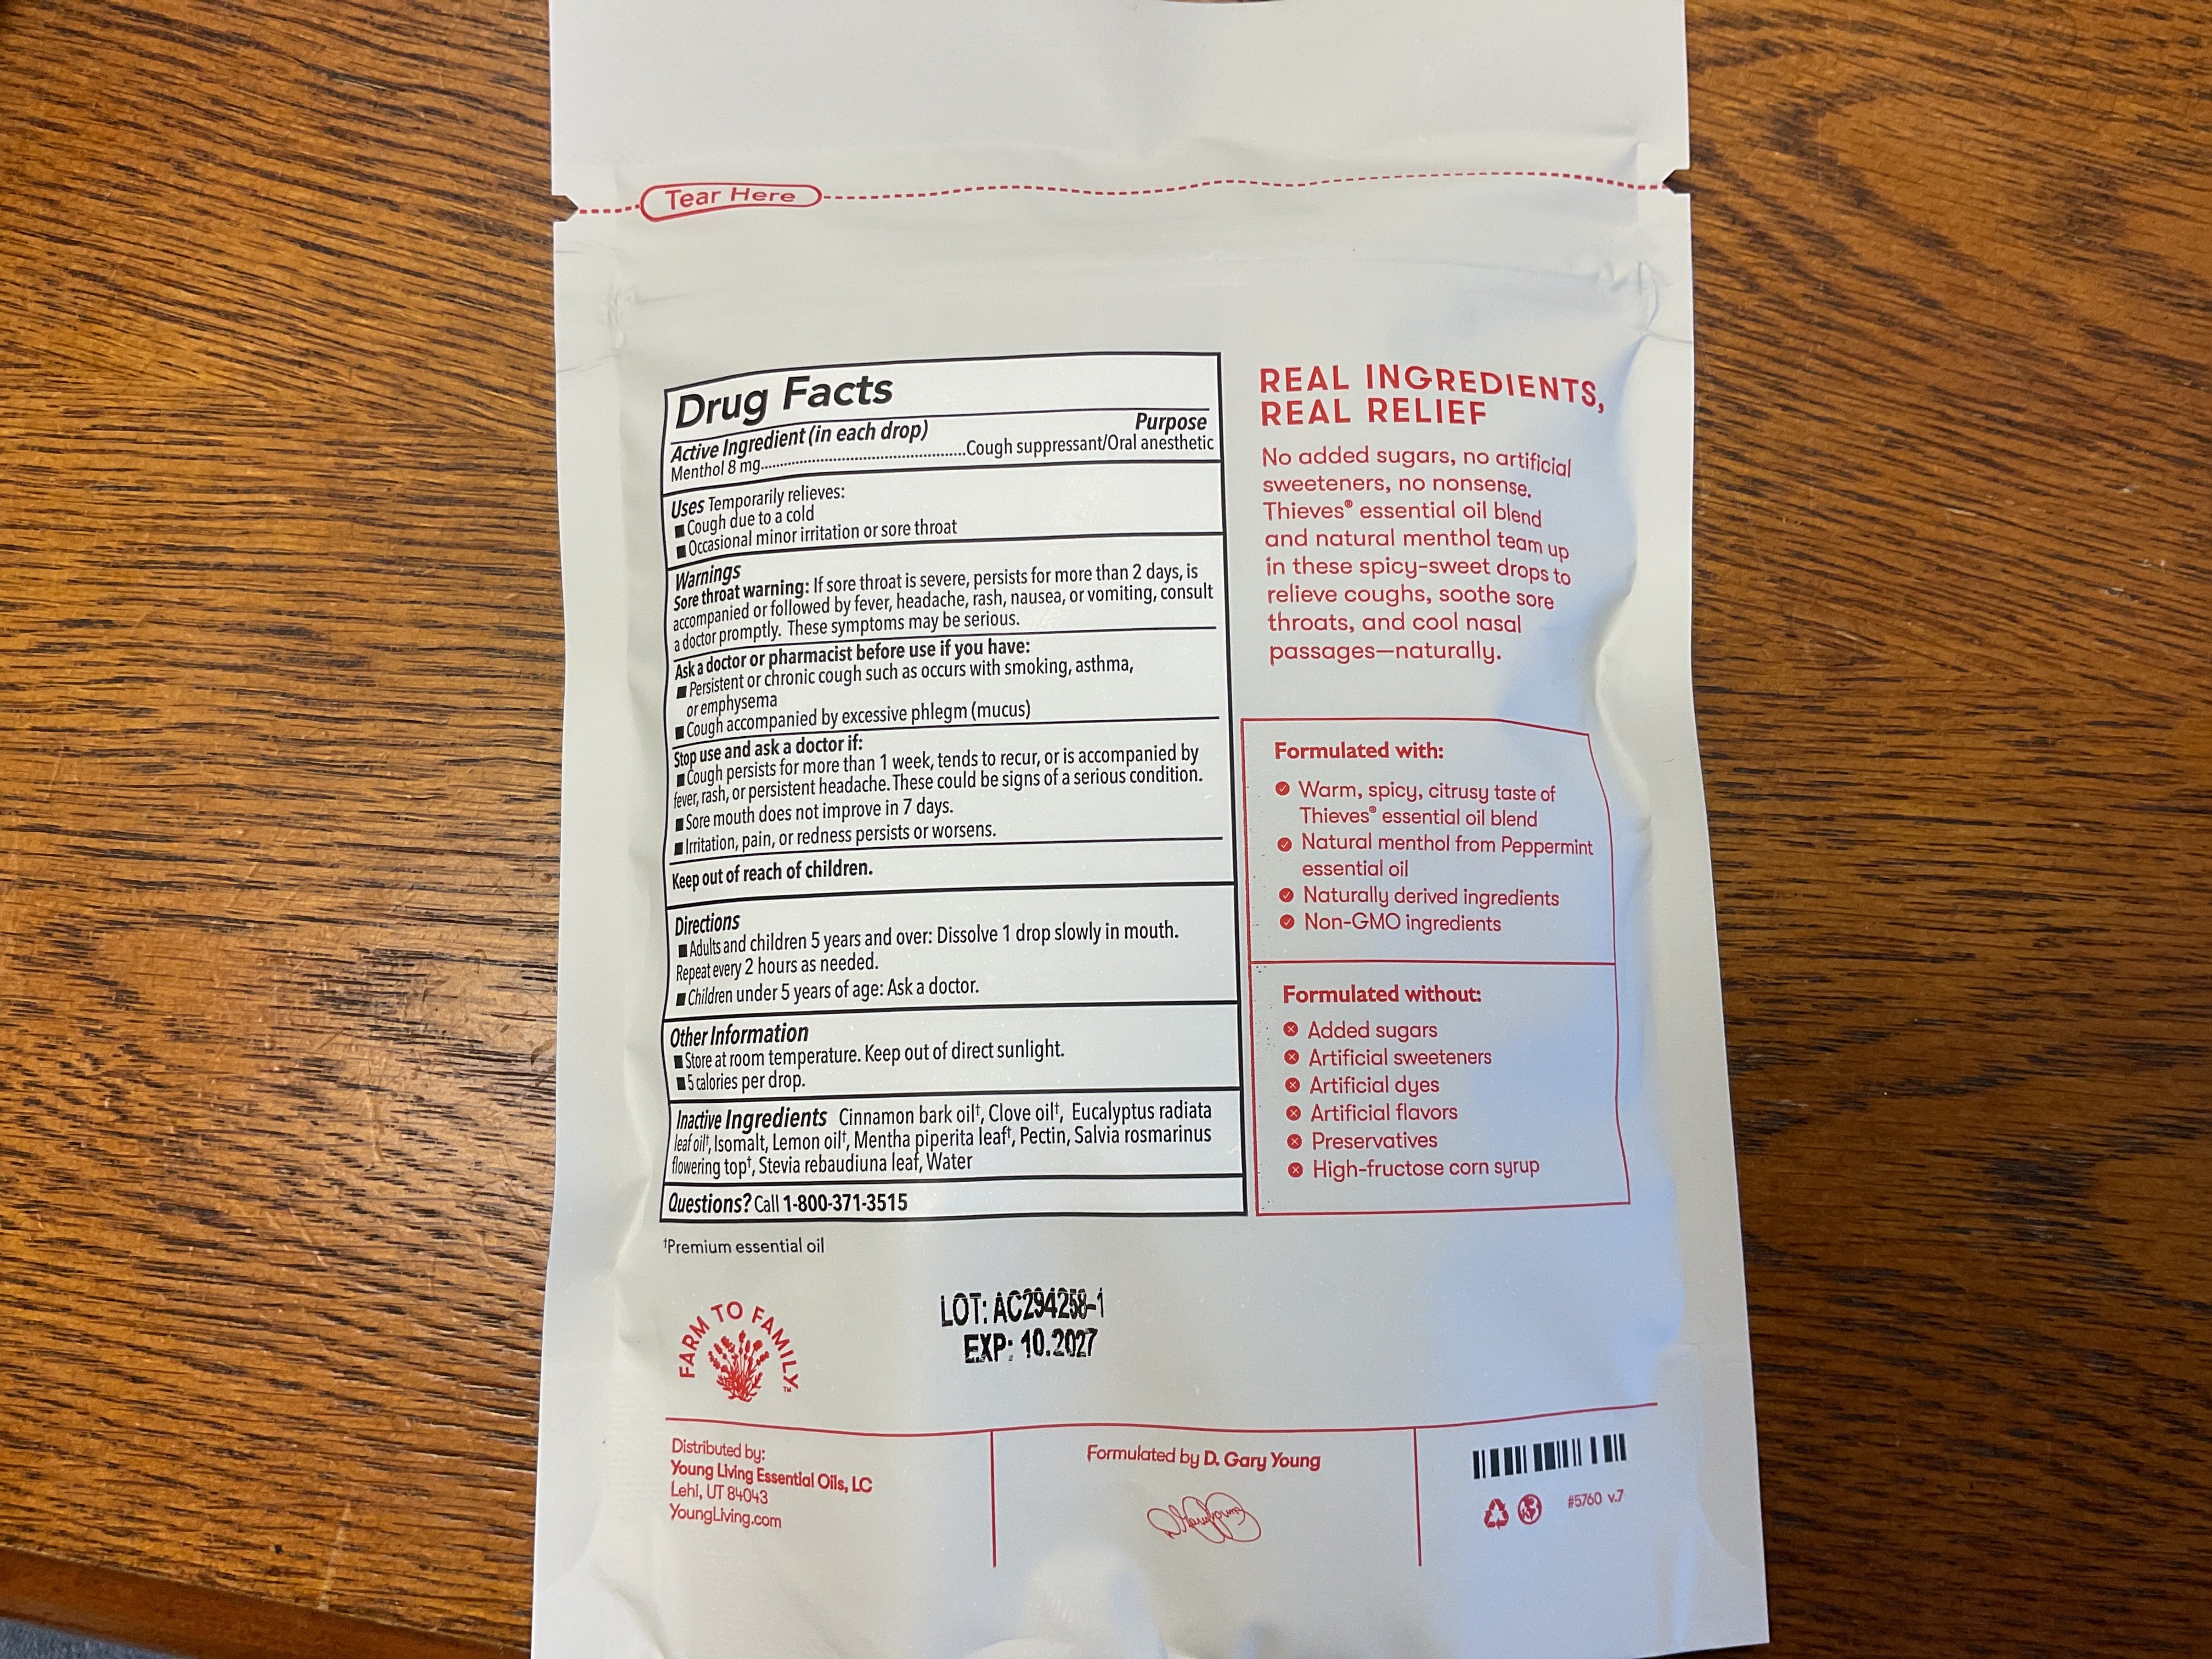 Tear Here
Drug Facts
Active Ingredient (in each drop) Purpose
Menthol 8 mg..................................................Cough suppressant/Oral anesthetic
Uses Temporarily relieves:
■ Cough due to a cold
■ Occasional minor irritation or sore throat
Warnings
Sore throat warning: If sore throat is severe, persists for more than 2 days, is
accompanied or followed by fever, headache, rash, nausea, or vomiting, consult
a doctor promptly. These symptoms may be serious.
Ask a doctor or pharmacist before use if you have:
■ Persistent or chronic cough such as occurs with smoking, asthma,
or emphysema
■ Cough accompanied by excessive phlegm (mucus)
Stop use and ask a doctor if:
■ Cough persists for more than 1 week, tends to recur, or is accompanied by
fever, rash, or persistent headache. These could be signs of a serious condition.
■ Sore mouth does not improve in 7 days.
■ Irritation, pain, or redness persists or worsens.
Keep out of reach of children.
Directions
■ Adults and children 5 years and over: Dissolve 1 drop slowly in mouth.
Repeat every 2 hours as needed.
■ Children under 5 years of age: Ask a doctor.
Other Information
■ Store at room temperature. Keep out of direct sunlight.
■ 5 calories per drop.
Inactive Ingredients Cinnamon bark oil†, Clove oil†, Eucalyptus radiata
leaf oil†, Isomalt, Lemon oil†, Mentha piperita leaf†, Pectin, Salvia rosmarinus
flowering top†, Stevia rebaudiuna leaf, Water
Questions? Call 1-800-371-3515
†Premium essential oil
REAL INGREDIENTS,
REAL RELIEF
No added sugars, no artificial
sweeteners, no nonsense.
Thieves® essential oil blend
and natural menthol team up
in these spicy-sweet drops to
relieve coughs, soothe sore
throats, and cool nasal
passages—naturally.
Formulated with:
Warm, spicy, citrusy taste of
Thieves® essential oil blend
Natural menthol from Peppermint
essential oil
Naturally derived ingredients
Non-GMO ingredients
Formulated without:
Added sugars
Artificial sweeteners
Artificial dyes
Artificial flavors
Preservatives
High-fructose corn syrup
FARM TO FAMILY™
LOT: AC294258-1
EXP: 10.2027
Distributed by:
Young Living Essential Oils, LC
Lehi, UT 84043
YoungLiving.com
Formulated by D. Gary Young
#5760 v.7